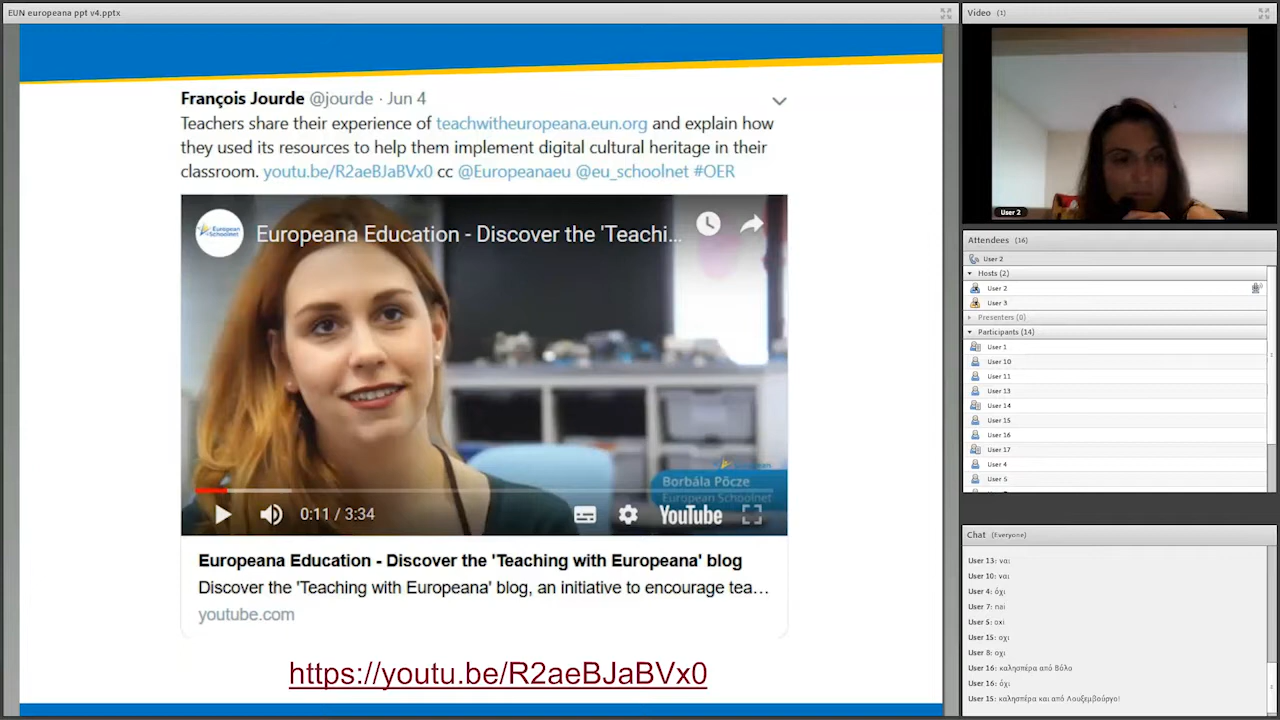 EUN europeana ppt v4.pptx
François Jourde @jourde · Jun 4
Teachers share their experience of teachwitheuropeana.eun.org and explain how
they used its resources to help them implement digital cultural heritage in their
classroom. youtu.be/R2aeBJaBVx0 cc @Europeanaeu @eu_schoolnet #OER
European
Schoolnet
Europeana Education - Discover the 'Teachi...
European
Borbála Pőcze
European Schoolnet
0:11 / 3:34
YouTube
Europeana Education - Discover the 'Teaching with Europeana' blog
Discover the 'Teaching with Europeana' blog, an initiative to encourage tea…
youtube.com
https://youtu.be/R2aeBJaBVx0
Video (1)
User 2
Attendees (16)
User 2
Hosts (2)
User 2
User 3
Presenters (0)
Participants (14)
User 1
User 10
User 11
User 13
User 14
User 15
User 16
User 17
User 4
User 5
Chat (Everyone)
User 13: ναι
User 10: ναι
User 4: όχι
User 7: nai
User 5: οχι
User 15: οχι
User 8: οχι
User 16: καλησπέρα από Βόλο
User 16: όχι
User 15: καλησπέρα και από Λουξεμβούργο!